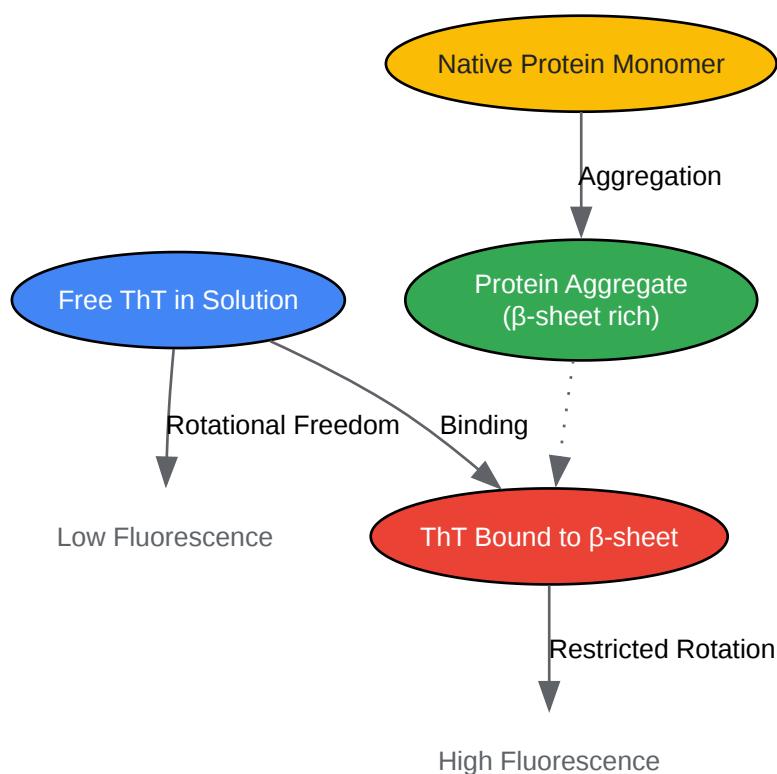 Native Protein Monomer
Aggregation
Free ThT in Solution
Protein Aggregate
(β-sheet rich)
Rotational Freedom
Binding
Low Fluorescence
ThT Bound to β-sheet
Restricted Rotation
High Fluorescence